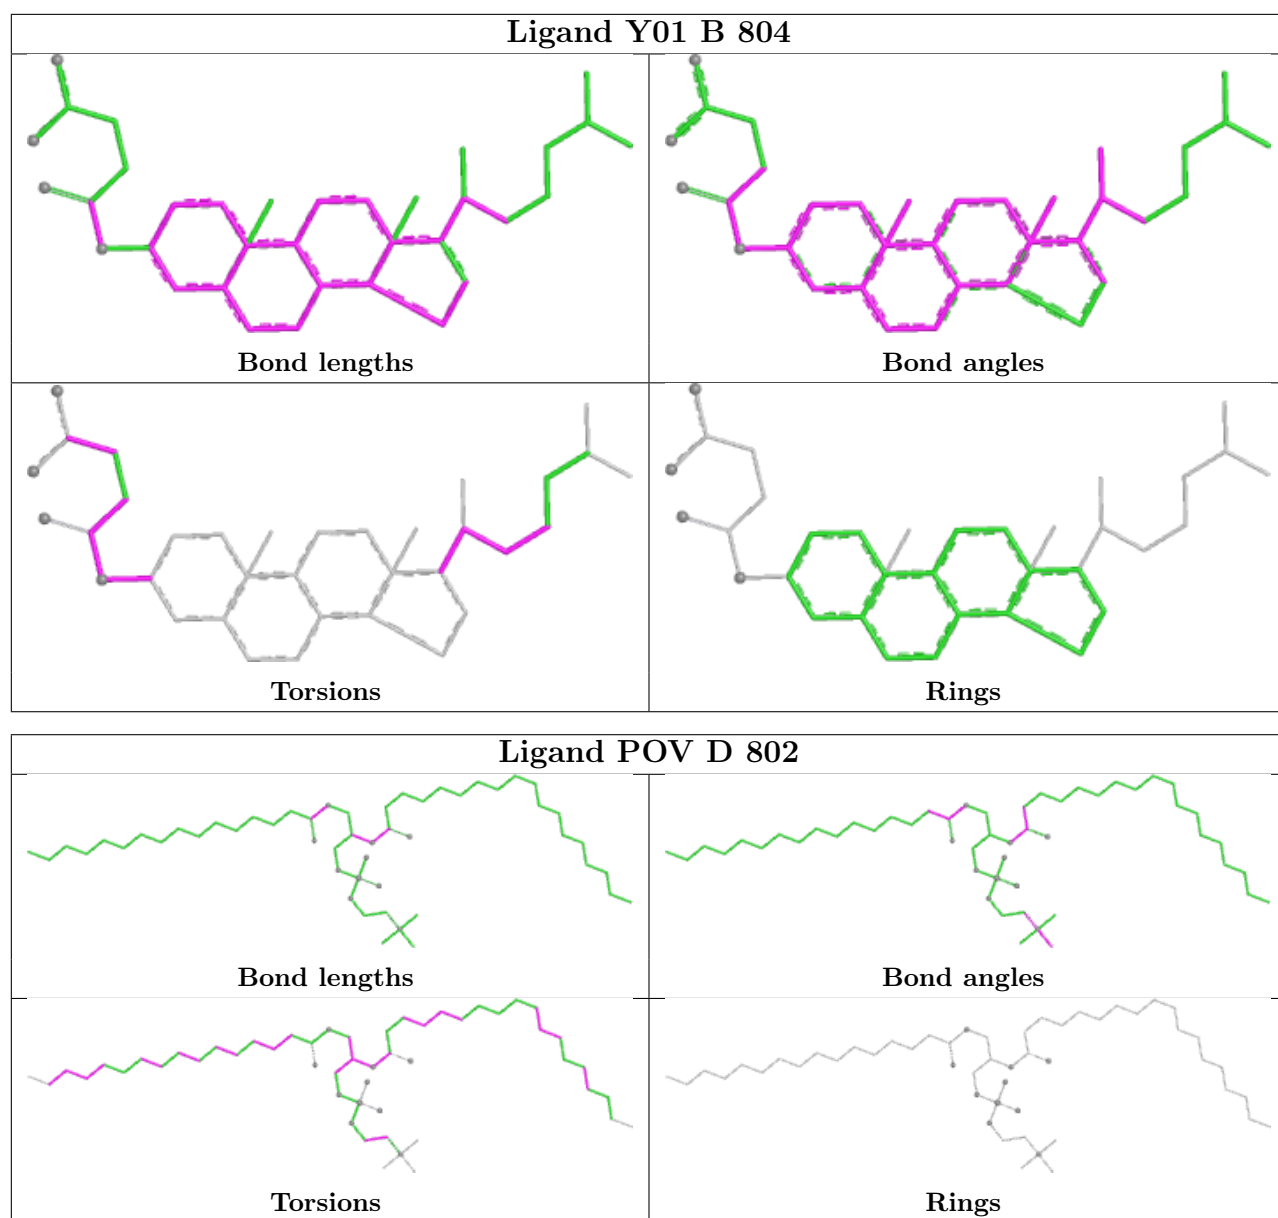 Ligand Y01 B 804
Bond lengths
Bond angles
Torsions
Rings
Ligand POV D 802
Bond lengths
Bond angles
Torsions
Rings